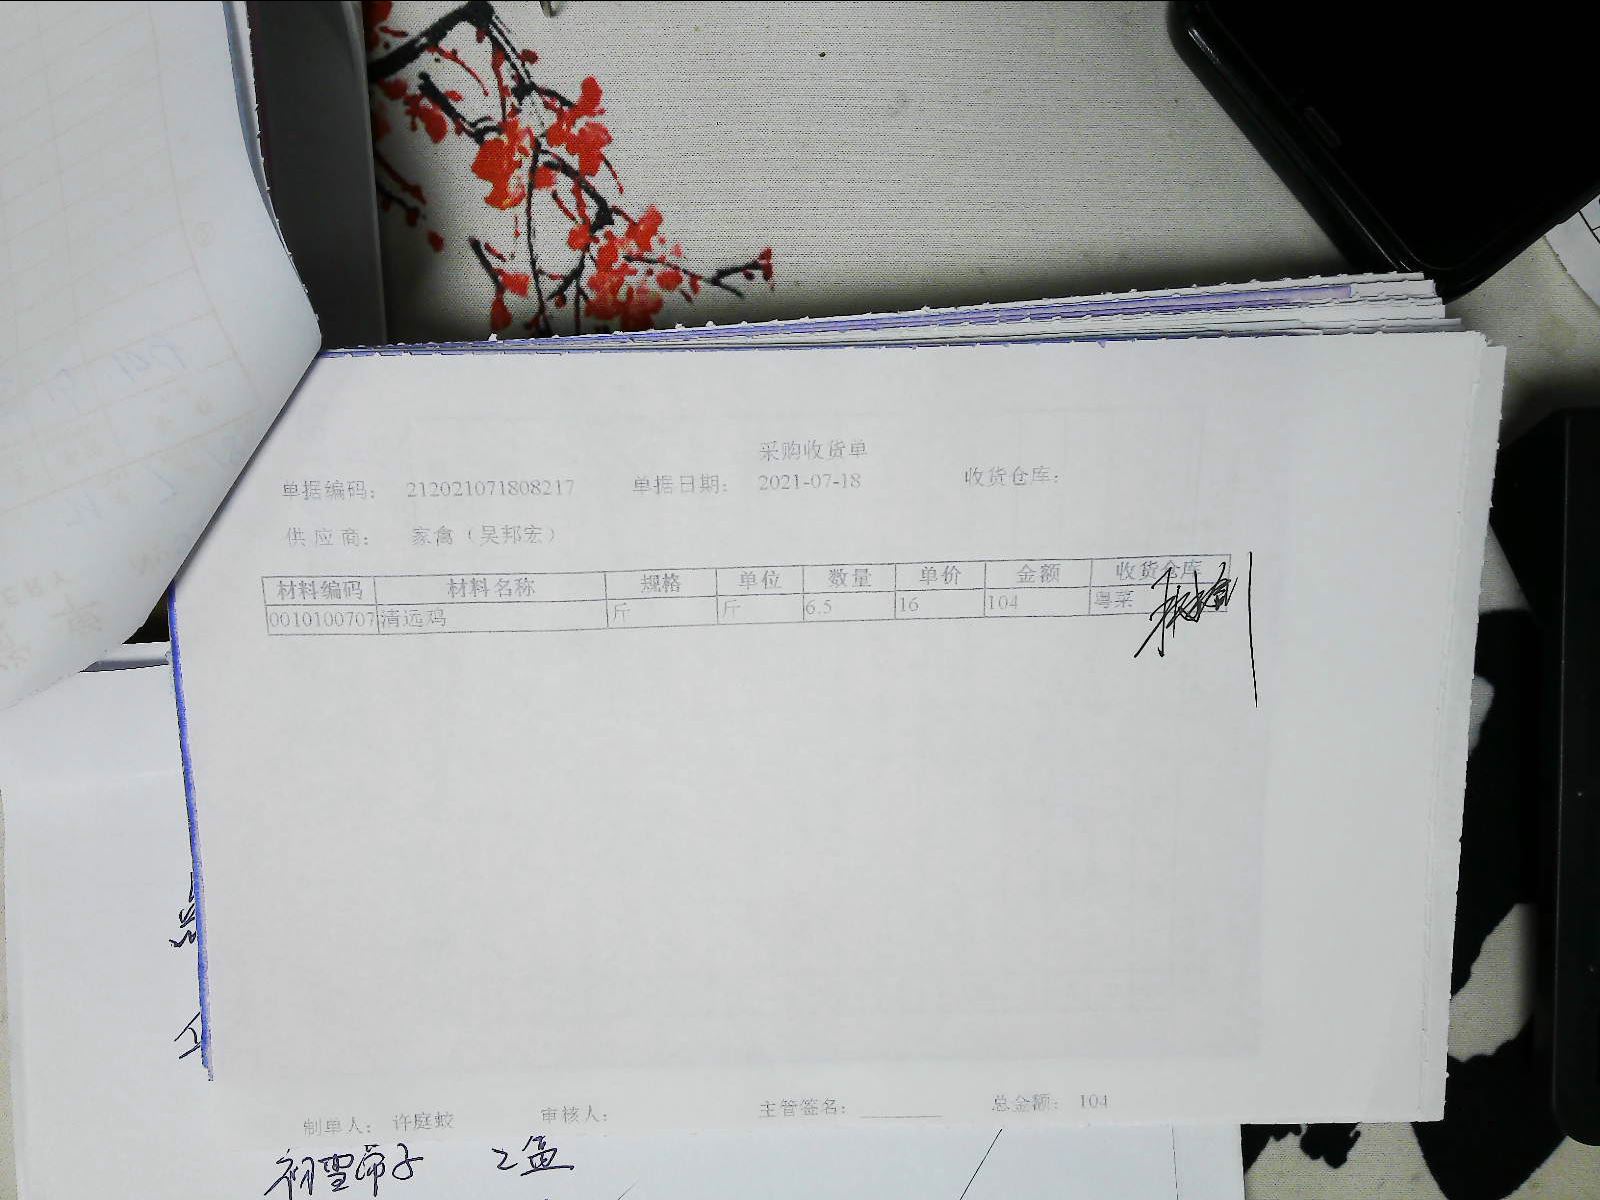 采购收货单
单据编码： 212021071808217 单据日期： 2021-07-18 收货仓库：
供应商： 家禽（吴邦宏）
材料编码 材料名称 规格 单位 数量 单价 金额 收货仓库
0010100707 清远鸡 斤 斤 6.5 16 104 粤菜
制单人： 许庭蛟 审核人： 主管签名： 总金额： 104
2盒